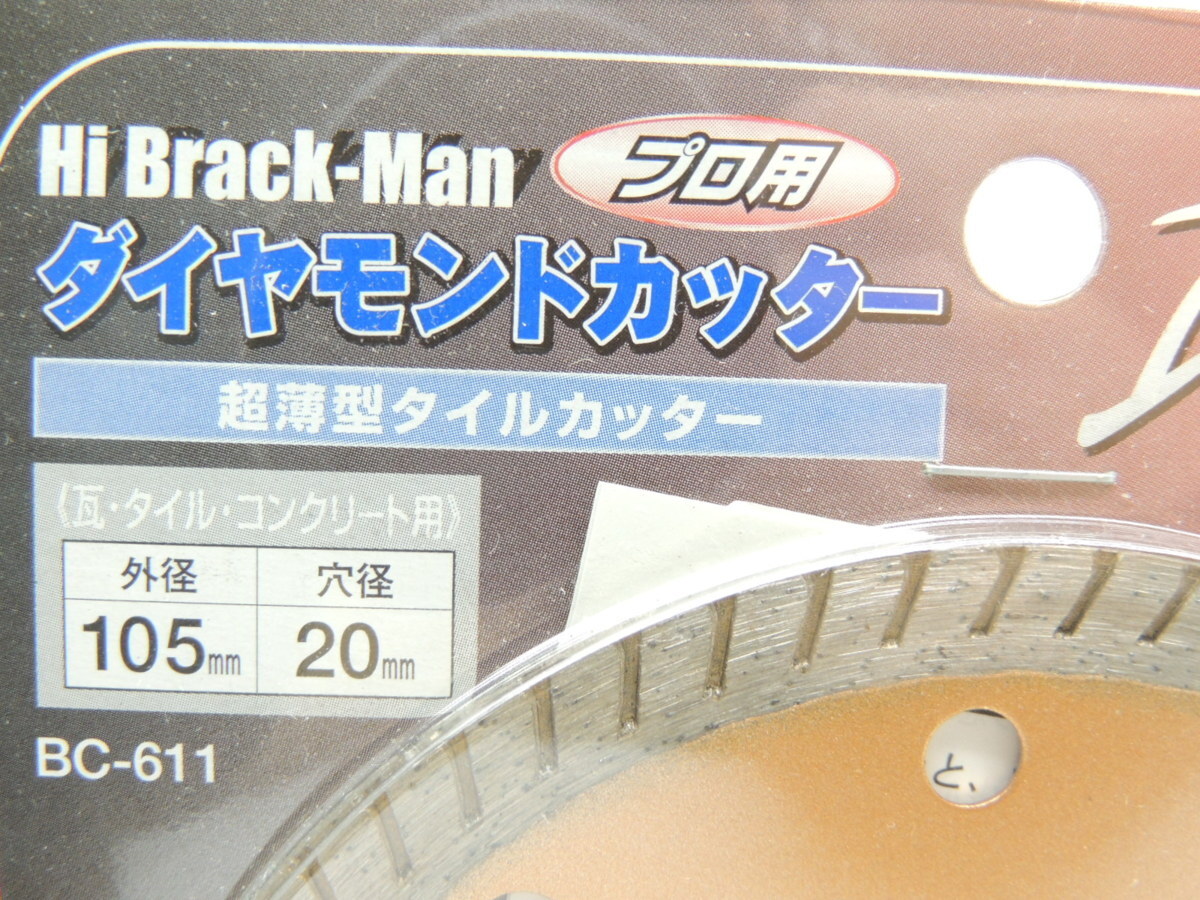 Hi Brack-Man プロ用
ダイヤモンドカッター
超薄型タイルカッター
《瓦・タイル・コンクリート用》
外径 穴径
105mm 20mm
BC-611
と、